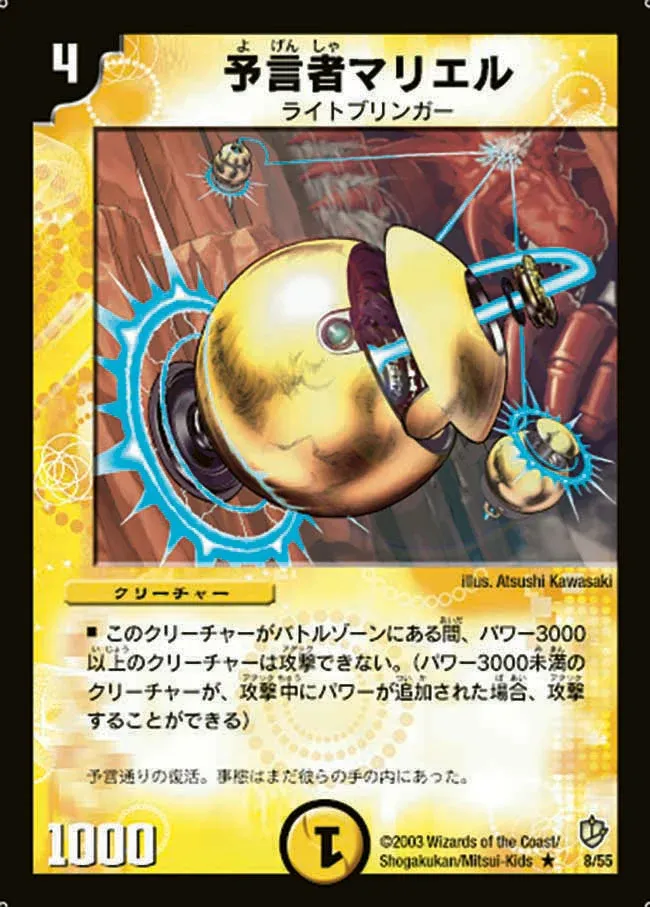 4
よ げん しゃ
予言者マリエル
ライトブリンガー
illus. Atsushi Kawasaki
クリーチャー
■ このクリーチャーがバトルゾーンにある間、パワー3000
以上のクリーチャーは攻撃できない。(パワー3000未満の
クリーチャーが、攻撃中にパワーが追加された場合、攻撃
することができる)
予言通りの復活。事態はまだ彼らの手の内にあった。
1000
1
©2003 Wizards of the Coast/
Shogakukan/Mitsui-Kids ★
8/55